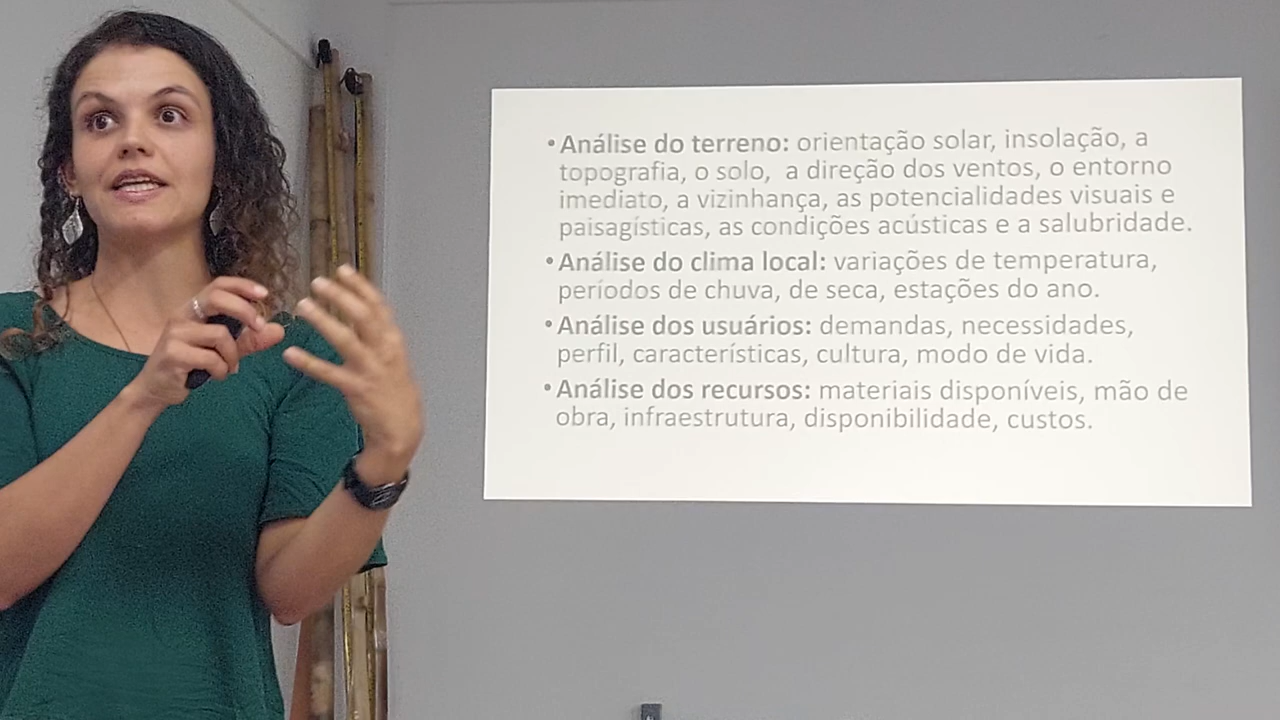 •Análise do terreno: orientação solar, insolação, a
topografia, o solo,  a direção dos ventos, o entorno
imediato, a vizinhança, as potencialidades visuais e
paisagísticas, as condições acústicas e a salubridade.
•Análise do clima local: variações de temperatura,
períodos de chuva, de seca, estações do ano.
•Análise dos usuários: demandas, necessidades,
perfil, características, cultura, modo de vida.
•Análise dos recursos: materiais disponíveis, mão de
obra, infraestrutura, disponibilidade, custos.